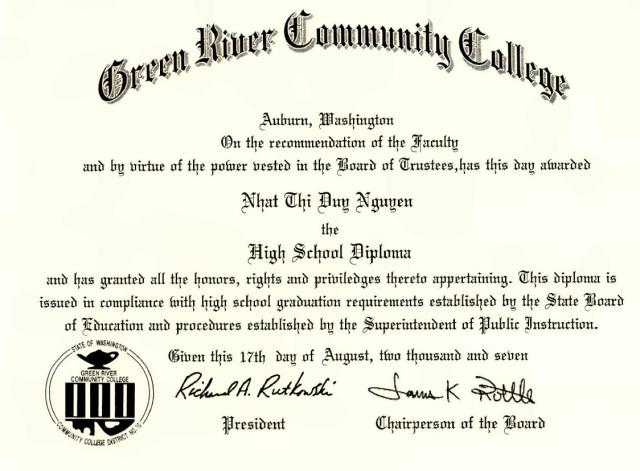 Green River Community College
Auburn, Washington
On the recommendation of the Faculty
and by virtue of the power vested in the Board of Trustees,has this day awarded
Nhat Thi Duy Nguyen
the
High School Diploma
and has granted all the honors, rights and priviledges thereto appertaining. This diploma is
issued in compliance with high school graduation requirements established by the State Board
of Education and procedures established by the Superintendent of Public Instruction.
Given this 17th day of August, two thousand and seven
STATE OF WASHINGTON
GREEN RIVER
COMMUNITY COLLEGE
COMMUNITY COLLEGE DISTRICT NO. 10
Richard A. Rutkowski
President
Chairperson of the Board